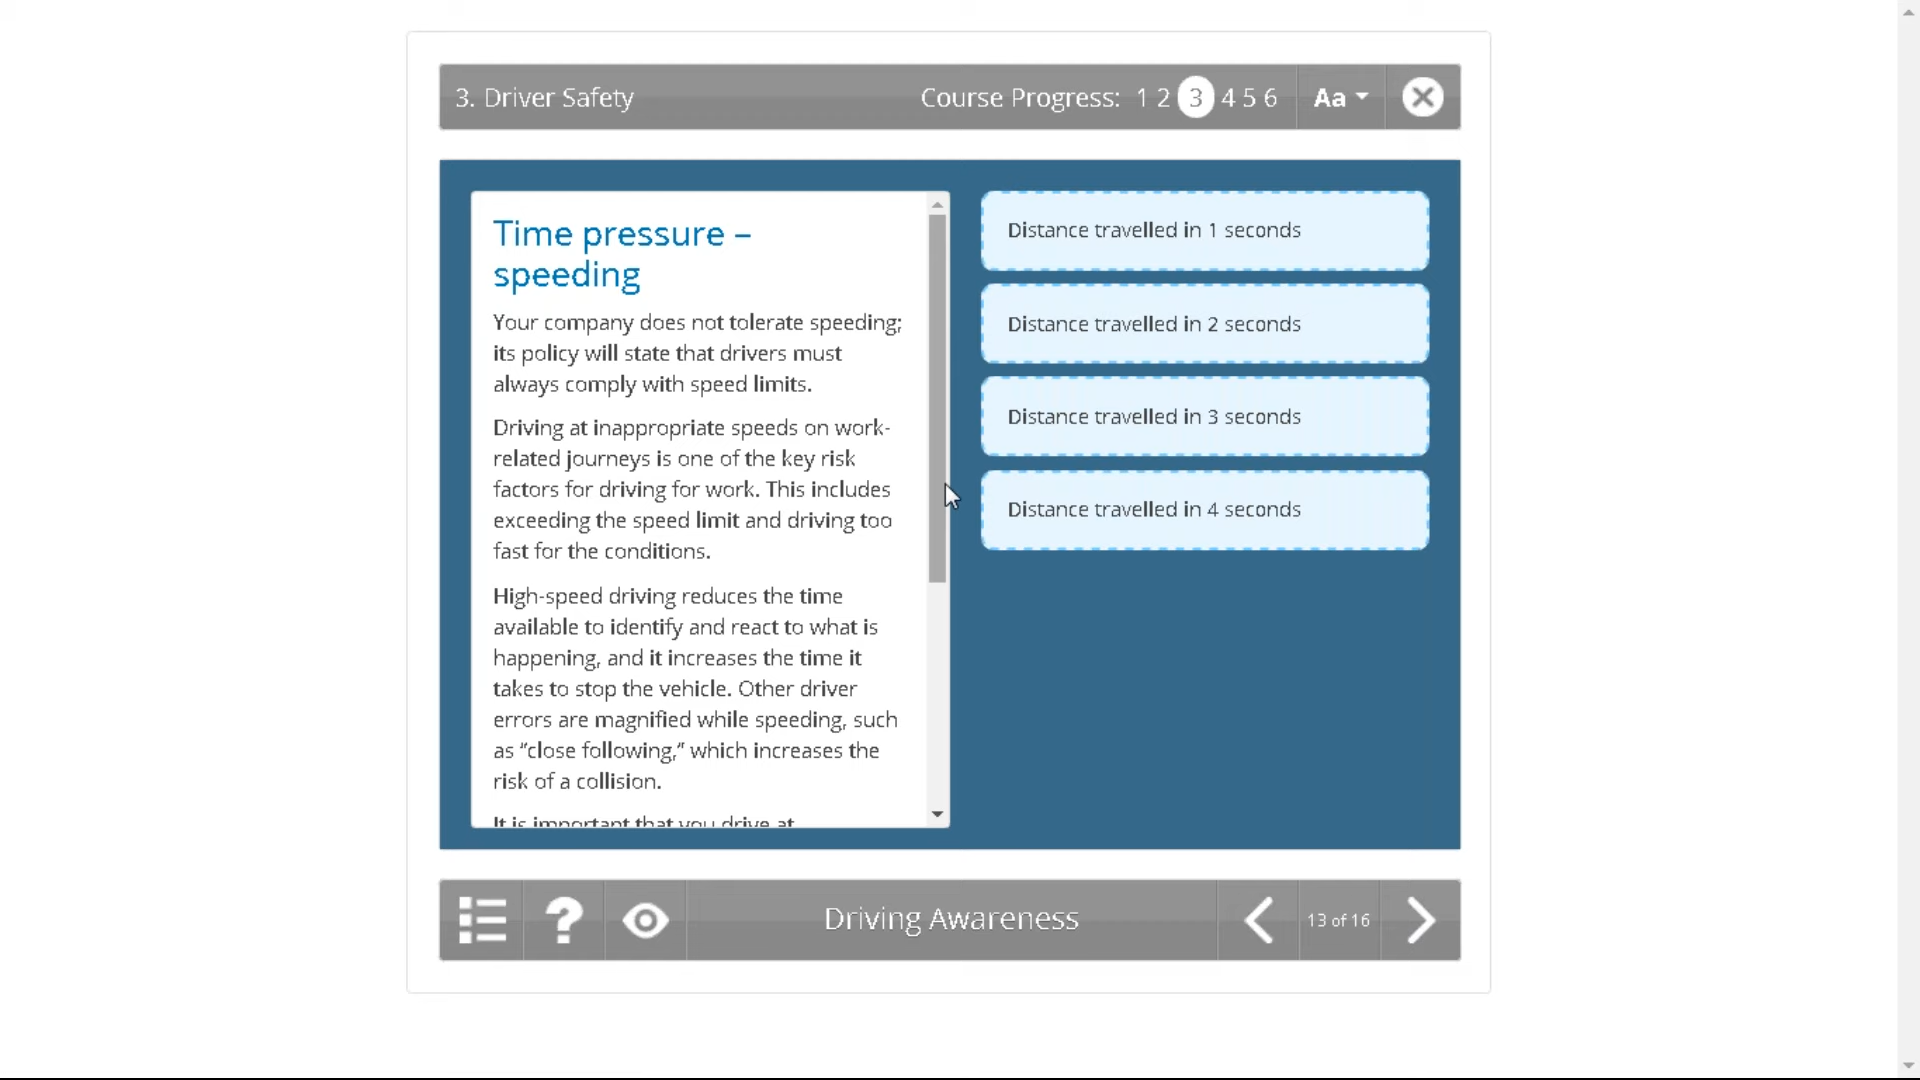 3. Driver Safety
Course Progress: 1 2 3 4 5 6
Aa
Time pressure –
speeding
Your company does not tolerate speeding;
its policy will state that drivers must
always comply with speed limits.
Driving at inappropriate speeds on work-
related journeys is one of the key risk
factors for driving for work. This includes
exceeding the speed limit and driving too
fast for the conditions.
High-speed driving reduces the time
available to identify and react to what is
happening, and it increases the time it
takes to stop the vehicle. Other driver
errors are magnified while speeding, such
as “close following,” which increases the
risk of a collision.
It is important that you drive at
Distance travelled in 1 seconds
Distance travelled in 2 seconds
Distance travelled in 3 seconds
Distance travelled in 4 seconds
Driving Awareness
13 of 16